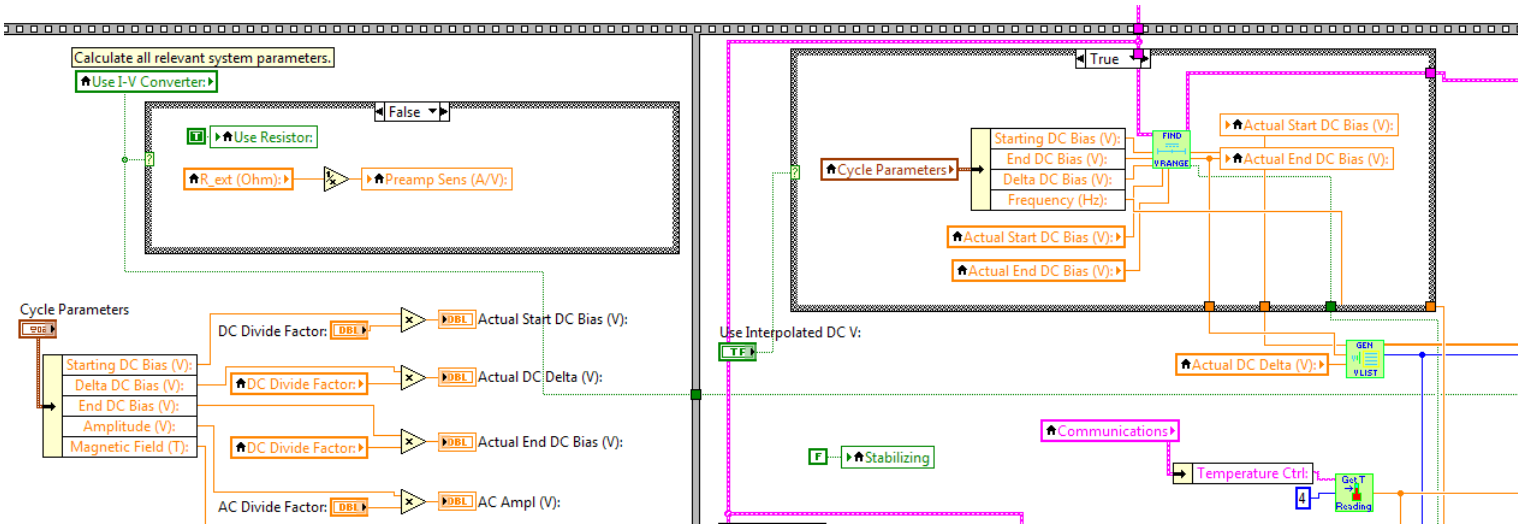 Calculate all relevant system parameters.
Use I-V Converter:
False
T
Use Resistor:
?
R_ext (Ohm):
1/x
Preamp Sens (A/V):
Cycle Parameters
DC Divide Factor:
DBL
x
DBL
Actual Start DC Bias (V):
Starting DC Bias (V):
Delta DC Bias (V):
End DC Bias (V):
Amplitude (V):
Magnetic Field (T):
DC Divide Factor:
x
DBL
Actual DC Delta (V):
DC Divide Factor:
x
DBL
Actual End DC Bias (V):
AC Divide Factor:
DBL
x
DBL
AC Ampl (V):
True
?
Cycle Parameters
Starting DC Bias (V):
End DC Bias (V):
Delta DC Bias (V):
Frequency (Hz):
FIND
V RANGE
Actual Start DC Bias (V):
Actual End DC Bias (V):
Actual Start DC Bias (V):
Actual End DC Bias (V):
Use Interpolated DC V:
TF
Actual DC Delta (V):
GEN
V LIST
F
Stabilizing
Communications
Temperature Ctrl:
4
Get T
Reading